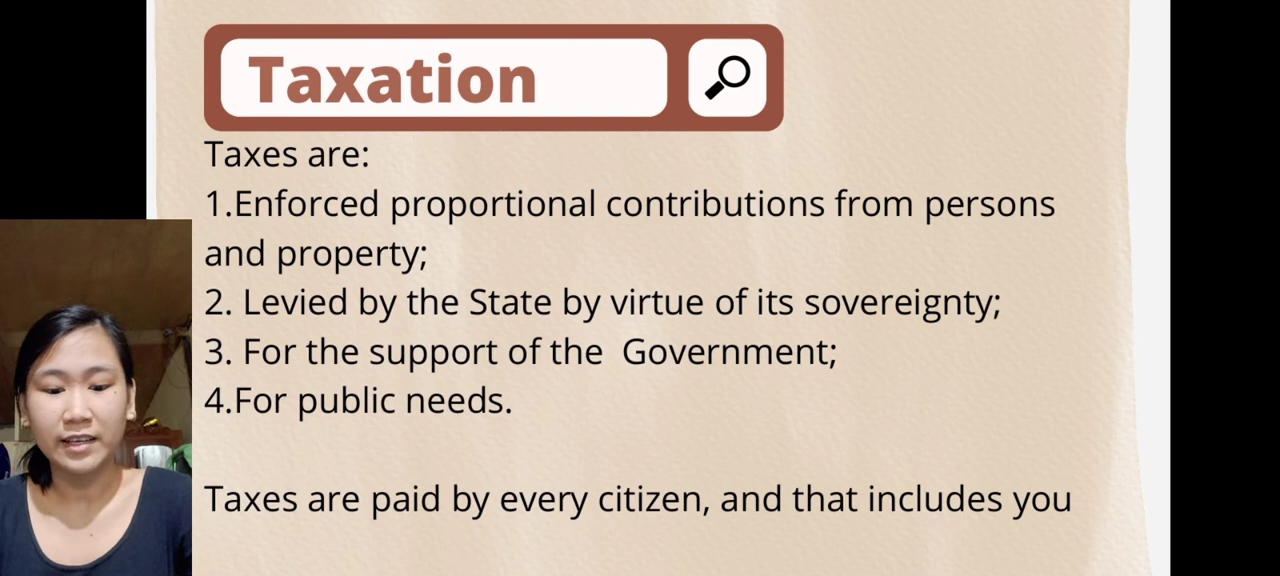 Taxation
Taxes are:
1.Enforced proportional contributions from persons
and property;
2. Levied by the State by virtue of its sovereignty;
3. For the support of the  Government;
4.For public needs.
Taxes are paid by every citizen, and that includes you